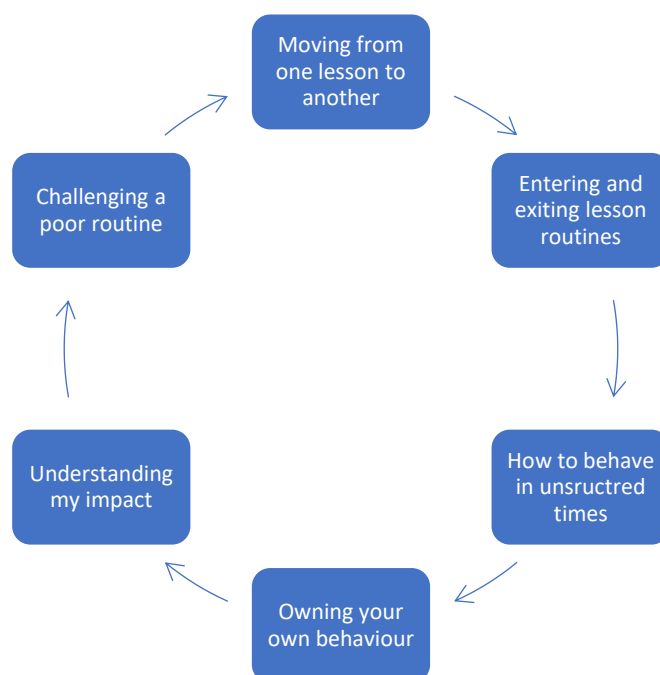 Moving from
one lesson to
another
Entering and
exiting lesson
routines
How to behave
in unsructred
times
Owning your
own behaviour
Understanding
my impact
Challenging a
poor routine